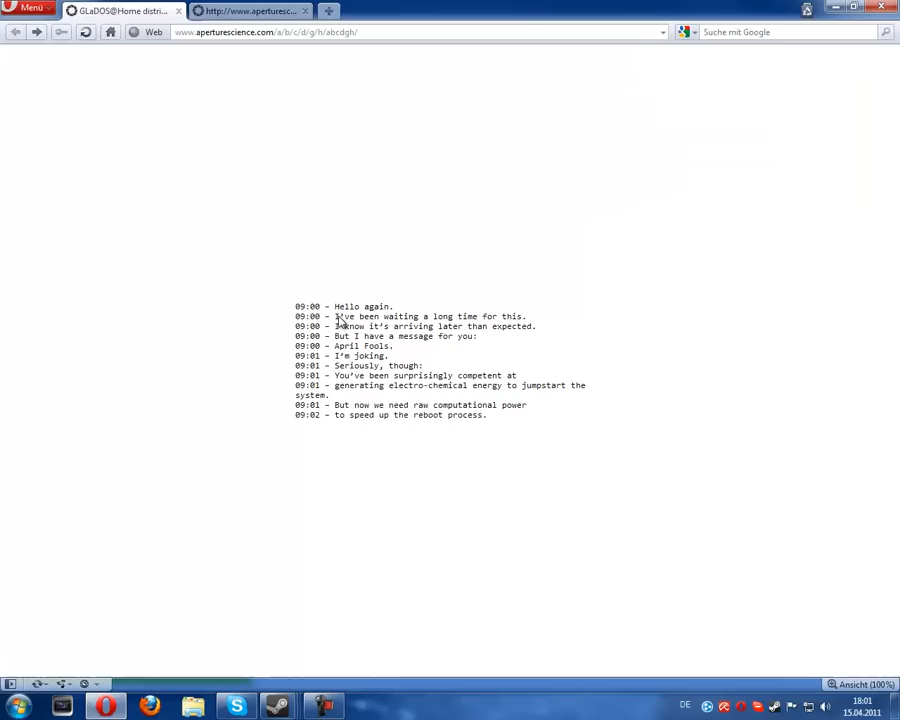 Menü
GLaDOS@Home distri...
http://www.aperturesc...
Web
www.aperturescience.com/a/b/c/d/g/h/abcdgh/
Suche mit Google
09:00 - Hello again.
09:00 - I've been waiting a long time for this.
09:00 - I know it's arriving later than expected.
09:00 - But I have a message for you:
09:00 - April Fools.
09:01 - I'm joking.
09:01 - Seriously, though:
09:01 - You've been surprisingly competent at
09:01 - generating electro-chemical energy to jumpstart the
system.
09:01 - But now we need raw computational power
09:02 - to speed up the reboot process.
Ansicht (100%)
DE
18:01
15.04.2011